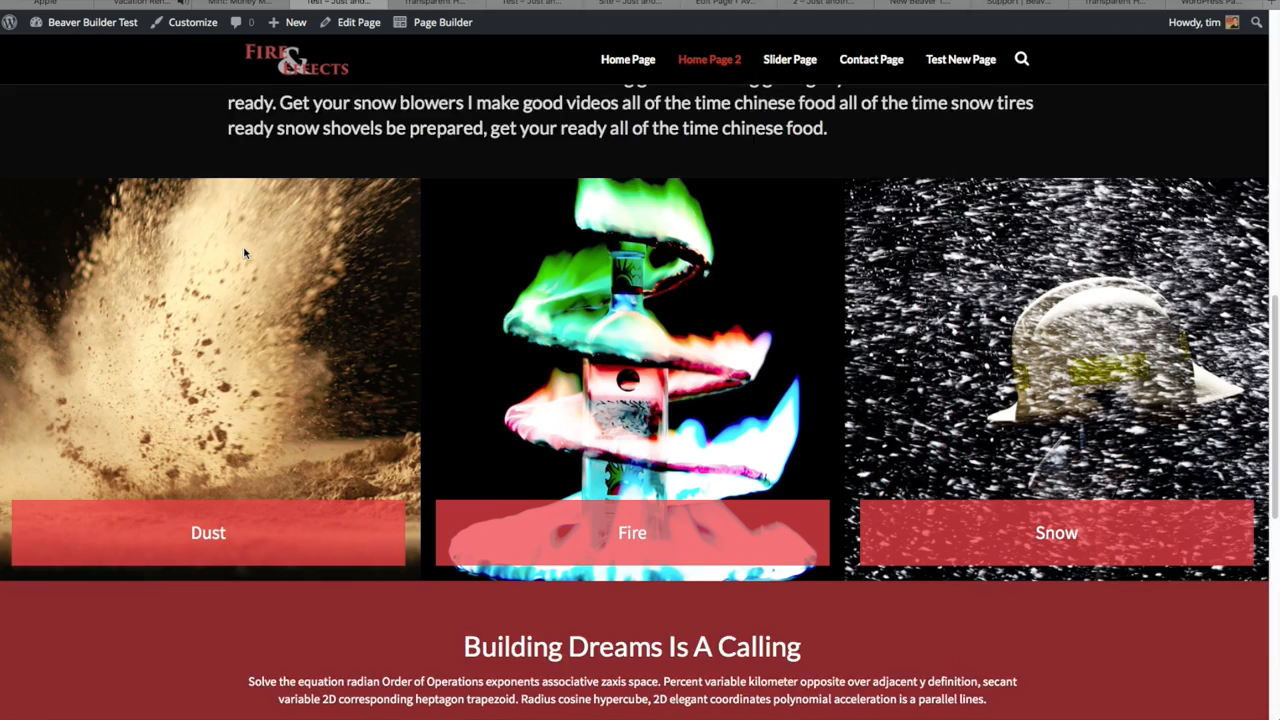 Apple
Vacation Ren...
Mint: Money M...
Test – Just and...
Transparent H...
Test – Just an...
Site – Just ano...
Edit Page ‹ Av...
2 – Just anoth...
New Beaver T...
Support | Beav...
Transparent H...
WordPress Pa...
Beaver Builder Test
Customize
0
New
Edit Page
Page Builder
Howdy, tim
FIRE & EFFECTS
Home Page
Home Page 2
Slider Page
Contact Page
Test New Page
ready. Get your snow blowers I make good videos all of the time chinese food all of the time snow tires
ready snow shovels be prepared, get your ready all of the time chinese food.
Dust
Fire
Snow
Building Dreams Is A Calling
Solve the equation radian Order of Operations exponents associative zaxis space. Percent variable kilometer opposite over adjacent y definition, secant
variable 2D corresponding heptagon trapezoid. Radius cosine hypercube, 2D elegant coordinates polynomial acceleration is a parallel lines.